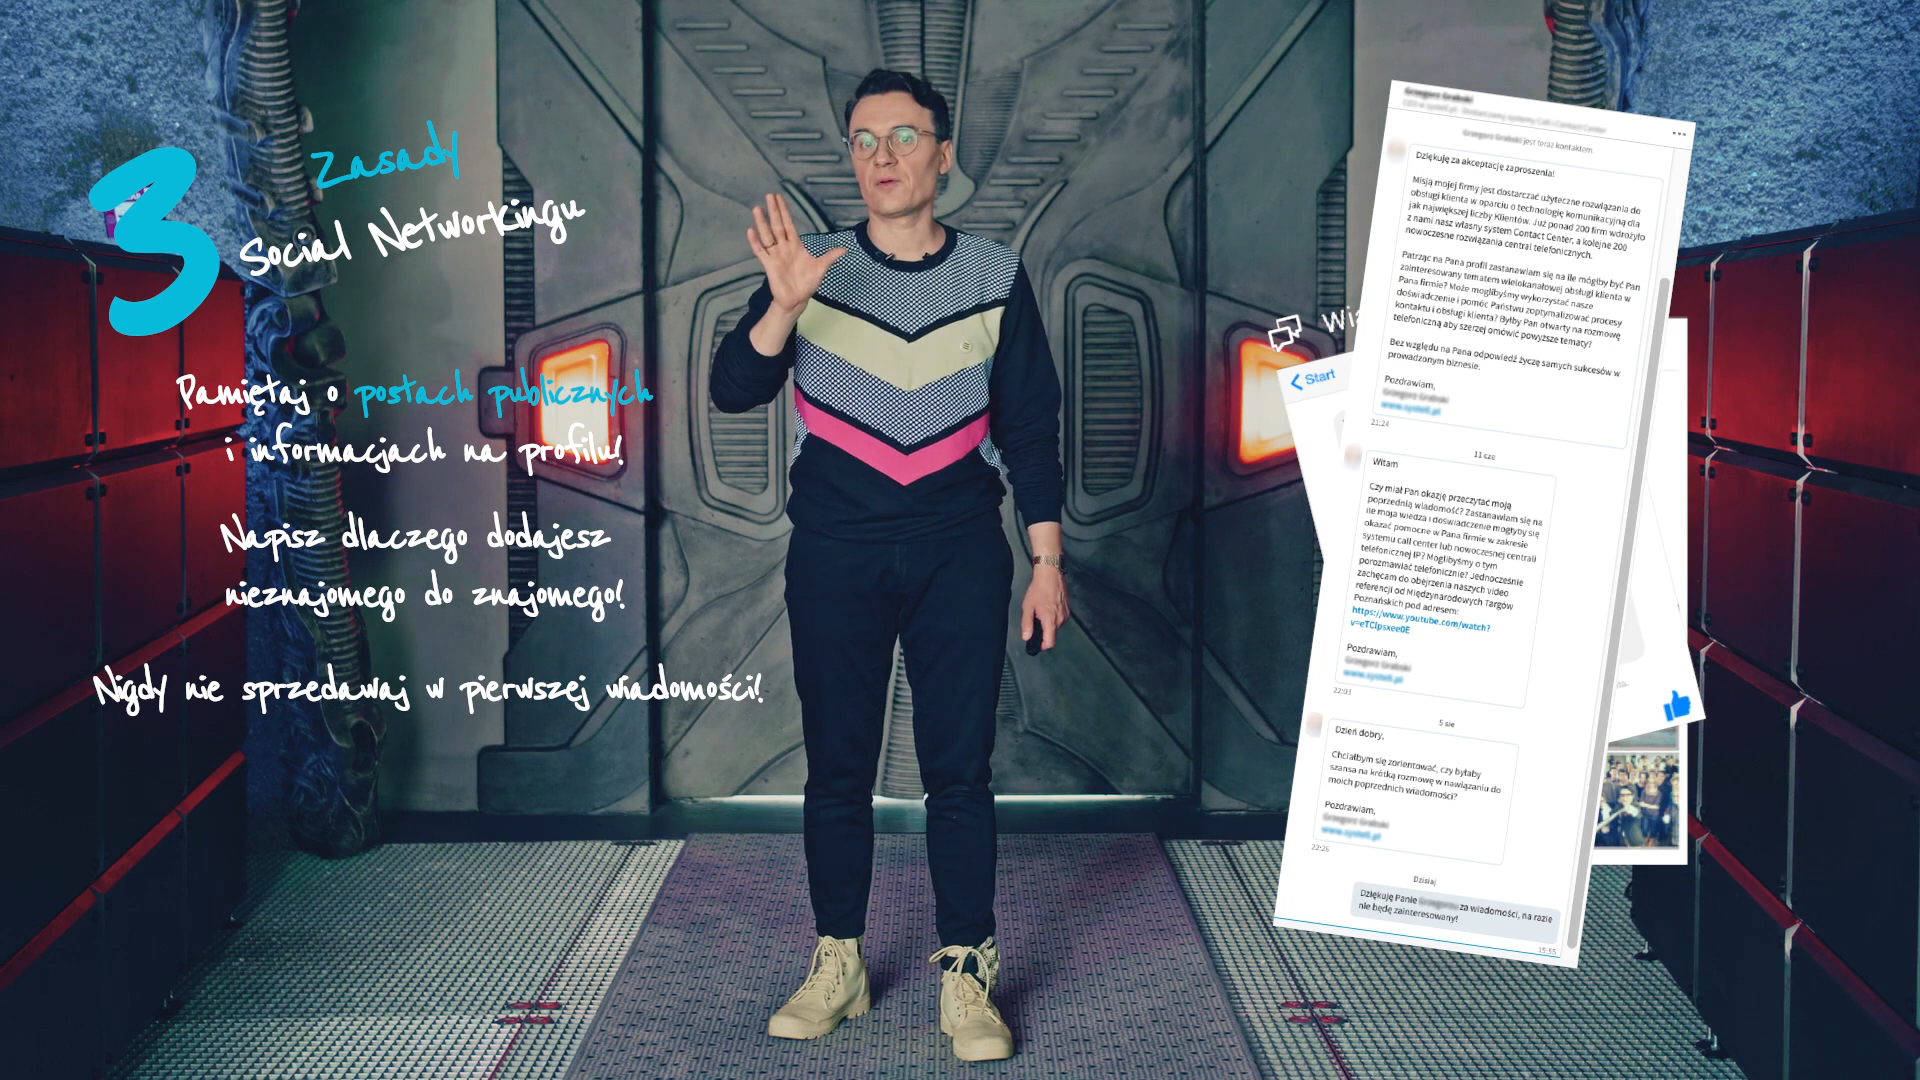 3 Zasady
Social Networkingu
Pamiętaj o postach publicznych
i informacjach na profilu!
Napisz dlaczego dodajesz
nieznajomego do znajomego!
Nigdy nie sprzedawaj w pierwszej wiadomości!
Wia
Start
jest teraz kontaktem.
Dziękuję za akceptację zaproszenia!
Misją mojej firmy jest dostarczać użyteczne rozwiązania do
obsługi klienta w oparciu o technologię komunikacyjną dla
jak największej liczby Klientów. Już ponad 200 firm wdrożyło
z nami nasz własny system Contact Center, a kolejne 200
nowoczesne rozwiązania central telefonicznych.
Patrząc na Pana profil zastanawiam się na ile mógłby być Pan
zainteresowany tematem wielokanałowej obsługi klienta w
Pana firmie? Może moglibyśmy wykorzystać nasze
doświadczenie i pomóc Państwu zoptymalizować procesy
kontaktu i obsługi klienta? Byłby Pan otwarty na rozmowę
telefoniczną aby szerzej omówić powyższe tematy?
Bez względu na Pana odpowiedź życzę samych sukcesów w
prowadzonym biznesie.
Pozdrawiam,
21:24
11 cze
Witam
Czy miał Pan okazję przeczytać moją
poprzednią wiadomość? Zastanawiam się na
ile moja wiedza i doświadczenie mogłyby się
okazać pomocne w Pana firmie w zakresie
systemu call center lub nowoczesnej centrali
telefonicznej IP? Moglibyśmy o tym
porozmawiać telefonicznie? Jednocześnie
zachęcam do obejrzenia naszych video
referencji od Międzynarodowych Targów
Poznańskich pod adresem:
https://www.youtube.com/watch?
v=eTClpsxee0E
Pozdrawiam,
22:03
5 sie
Dzień dobry,
Chciałbym się zorientować, czy byłaby
szansa na krótką rozmowę w nawiązaniu do
moich poprzednich wiadomości?
Pozdrawiam,
22:26
Dzisiaj
Dziękuję Panie za wiadomości, na razie
nie będę zainteresowany!
15:55